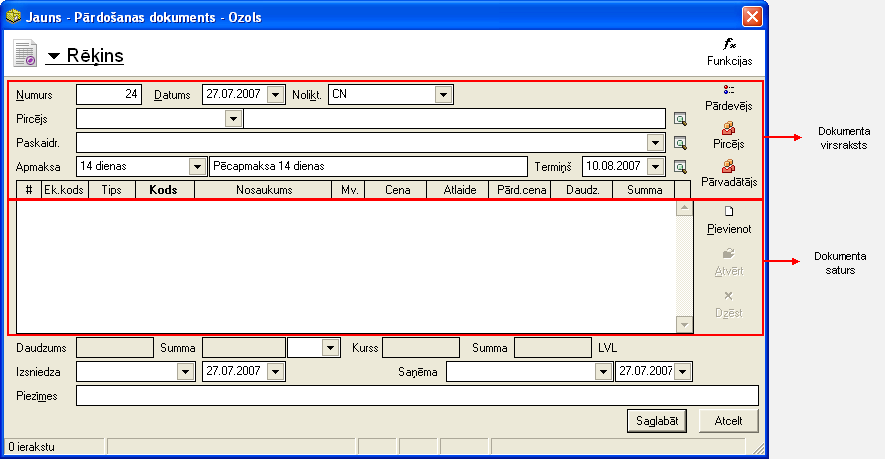 Jauns - Pārdošanas dokuments - Ozols
Rēķins
Funkcijas
Numurs 24 Datums 27.07.2007 Nolikt. CN
Pārdevējs
Pircējs
Paskaidr.
Pircējs
Apmaksa 14 dienas Pēcapmaksa 14 dienas Termiņš 10.08.2007
Pārvadātājs
# Ek.kods Tips Kods Nosaukums Mv. Cena Atlaide Pārd.cena Daudz. Summa
Dokumenta
virsraksts
Pievienot
Atvērt
Dzēst
Dokumenta
saturs
Daudzums Summa Kurss Summa LVL
Izsniedza 27.07.2007 Saņēma 27.07.2007
Piezīmes
Saglabāt Atcelt
0 ierakstu